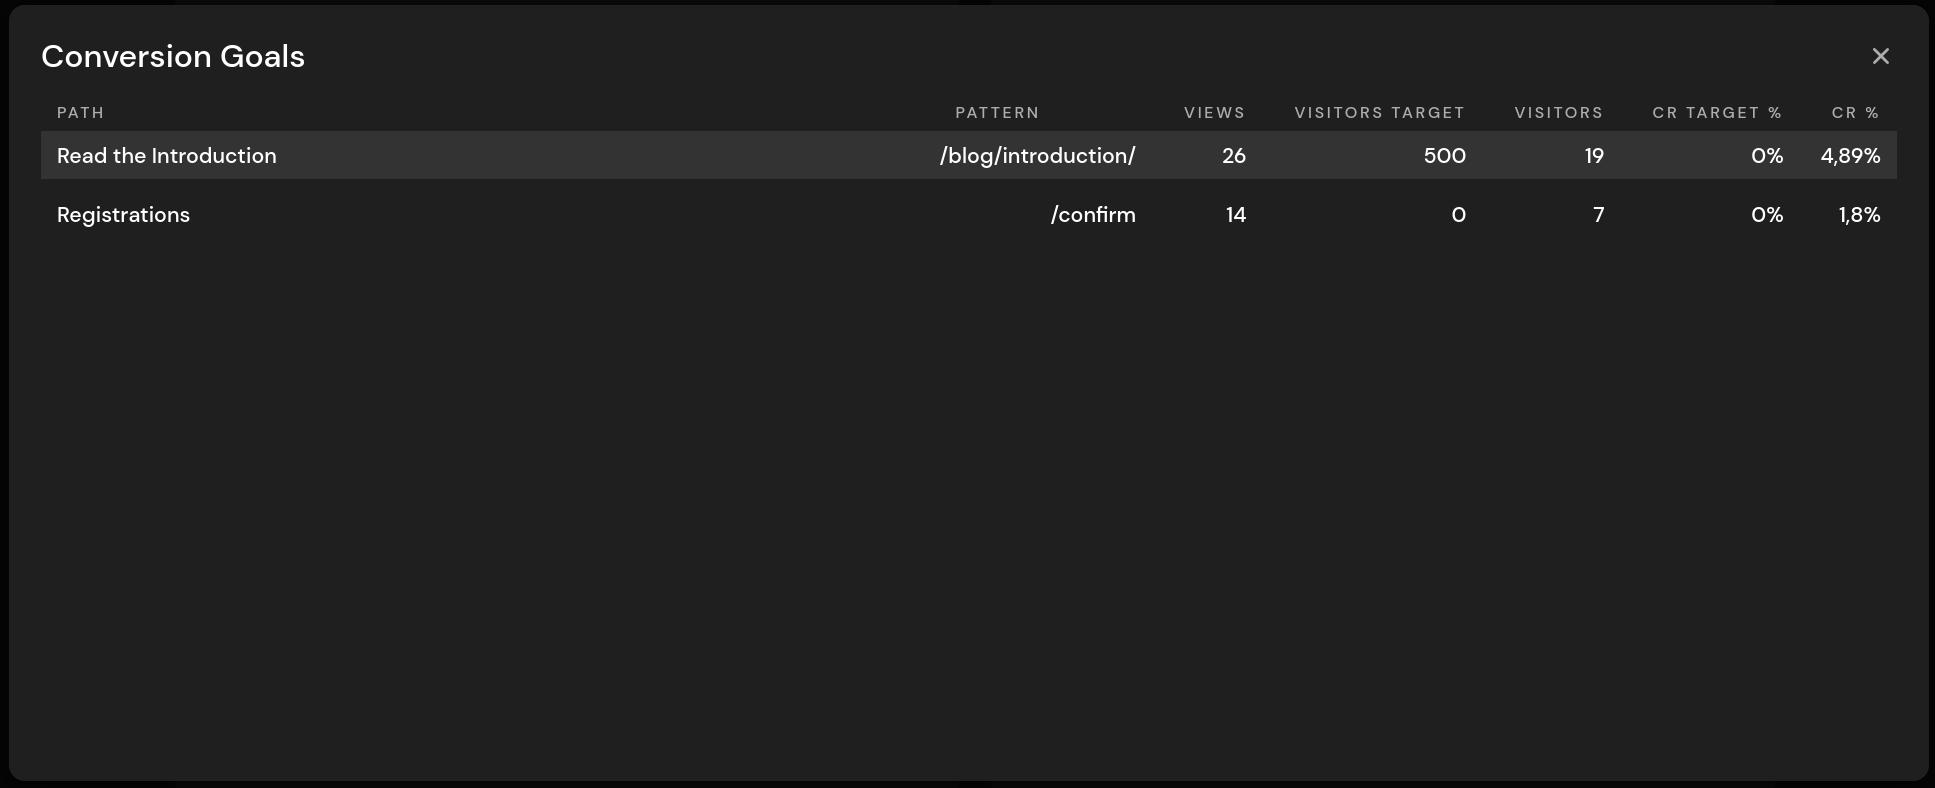 Conversion Goals
PATH PATTERN VIEWS VISITORS TARGET VISITORS CR TARGET % CR %
Read the Introduction /blog/introduction/ 26 500 19 0% 4,89%
Registrations /confirm 14 0 7 0% 1,8%